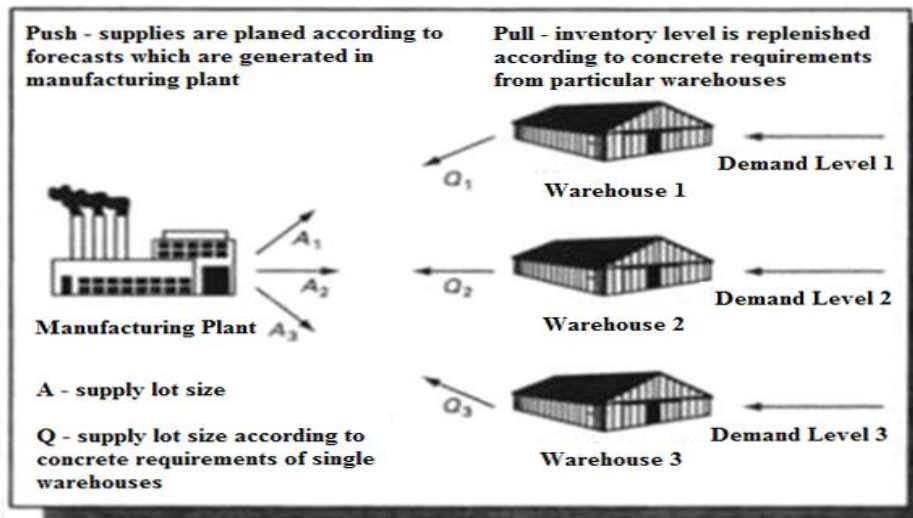 Push - supplies are planed according to
forecasts which are generated in
manufacturing plant
Pull - inventory level is replenished
according to concrete requirements
from particular warehouses
Q1
Warehouse 1
Demand Level 1
A1
A2
A3
Manufacturing Plant
Q2
Warehouse 2
Demand Level 2
A - supply lot size
Q - supply lot size according to
concrete requirements of single
warehouses
Q3
Warehouse 3
Demand Level 3